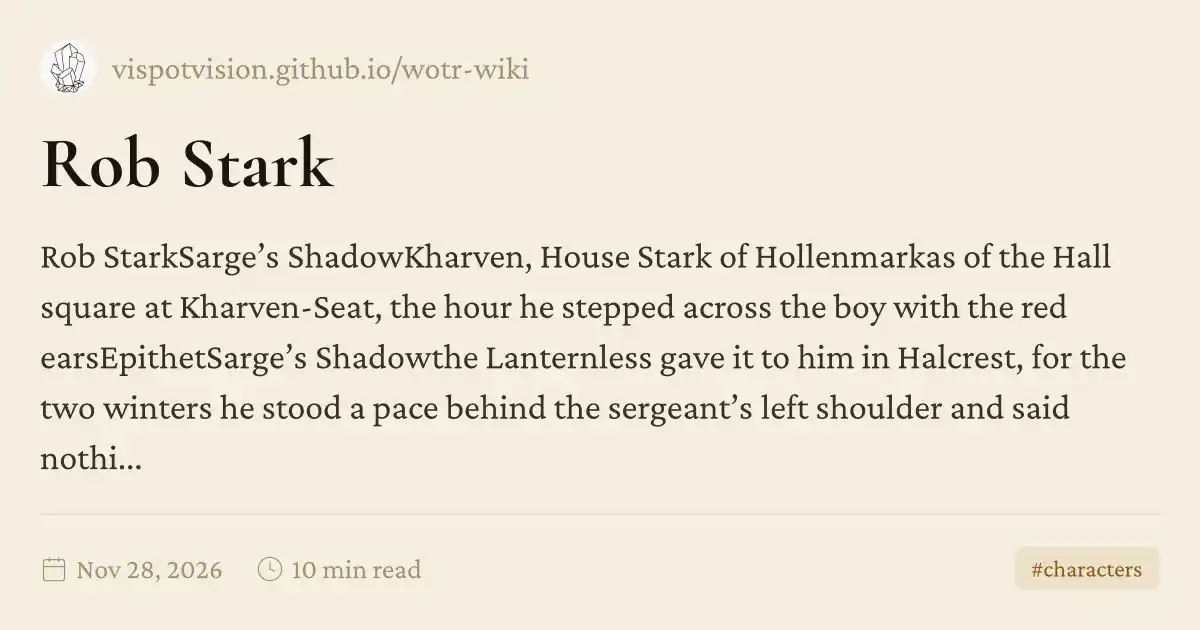 vispotvision.github.io/wotr-wiki
Rob Stark
Rob StarkSarge’s ShadowKharven, House Stark of Hollenmarkas of the Hall
square at Kharven-Seat, the hour he stepped across the boy with the red
earsEpithetSarge’s Shadowthe Lanternless gave it to him in Halcrest, for the
two winters he stood a pace behind the sergeant’s left shoulder and said
nothi...
Nov 28, 2026
10 min read
#characters